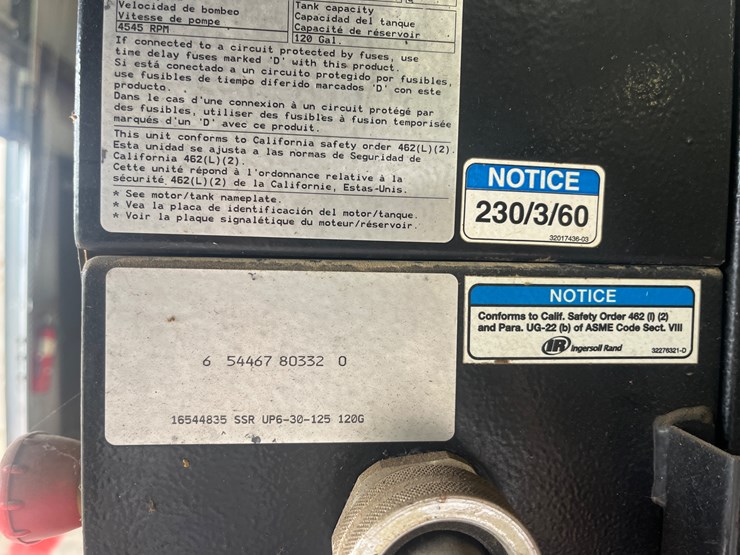 Velocidad de bombeo
Vitesse de pompe
4545 RPM
Tank capacity
Capacidad del tanque
Capacité de réservoir
120 Gal.
If connected to a circuit protected by fuses, use
time delay fuses marked 'D' with this product.
Si está conectado a un circuito protegido por fusibles,
use fusibles de tiempo diferido marcados 'D' con este
producto.
Dans le cas d'une connexion à un circuit protégé par
des fusibles, utiliser des fusibles à fusion temporisée
marqués d'un 'D' avec ce produit.
This unit conforms to California safety order 462(L)(2).
Esta unidad se ajusta a las normas de Seguridad de
California 462(L)(2).
Cette unité répond à l'ordonnance relative à la
sécurité 462(L)(2) de la Californie, Estas-Unis.
* See motor/tank nameplate.
* Vea la placa de identificación del motor/tanque.
* Voir la plaque signalétique du moteur/réservoir.
NOTICE
230/3/60
32017436-03
NOTICE
Conforms to Calif. Safety Order 462 (l) (2)
and Para. UG-22 (b) of ASME Code Sect. VIII
IR Ingersoll Rand
32276321-D
6 54467 80332 0
16544835 SSR UP6-30-125 120G